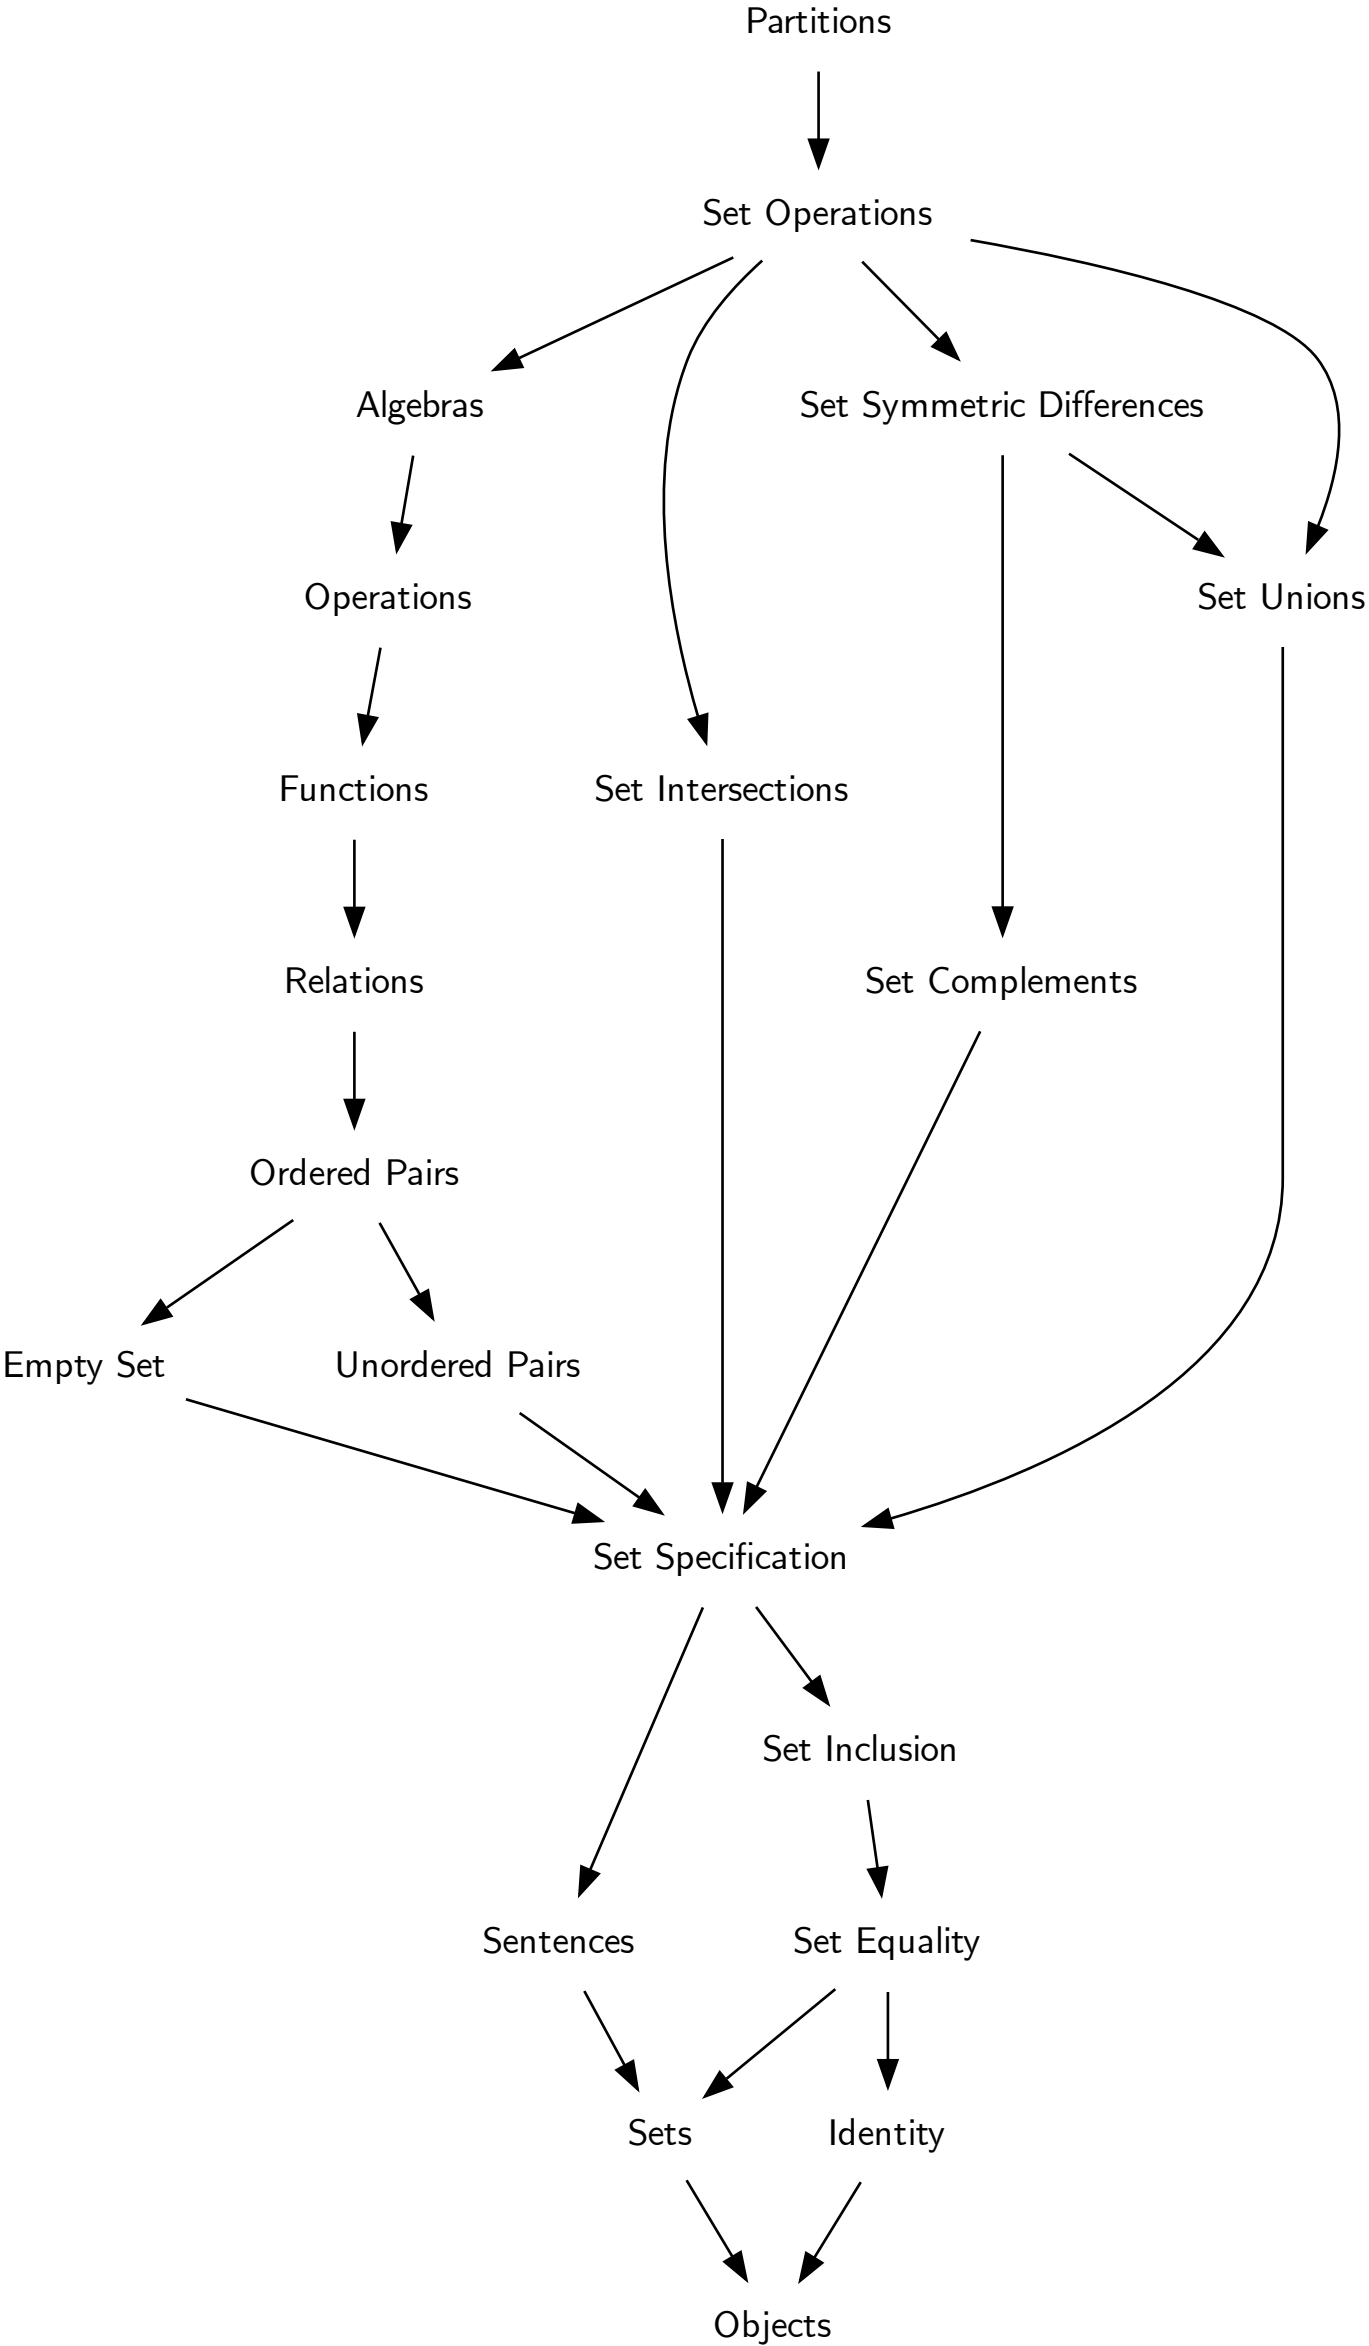 Partitions
Set Operations
Algebras
Set Symmetric Differences
Operations
Set Unions
Functions
Set Intersections
Relations
Set Complements
Ordered Pairs
Empty Set
Unordered Pairs
Set Specification
Set Inclusion
Sentences
Set Equality
Sets
Identity
Objects